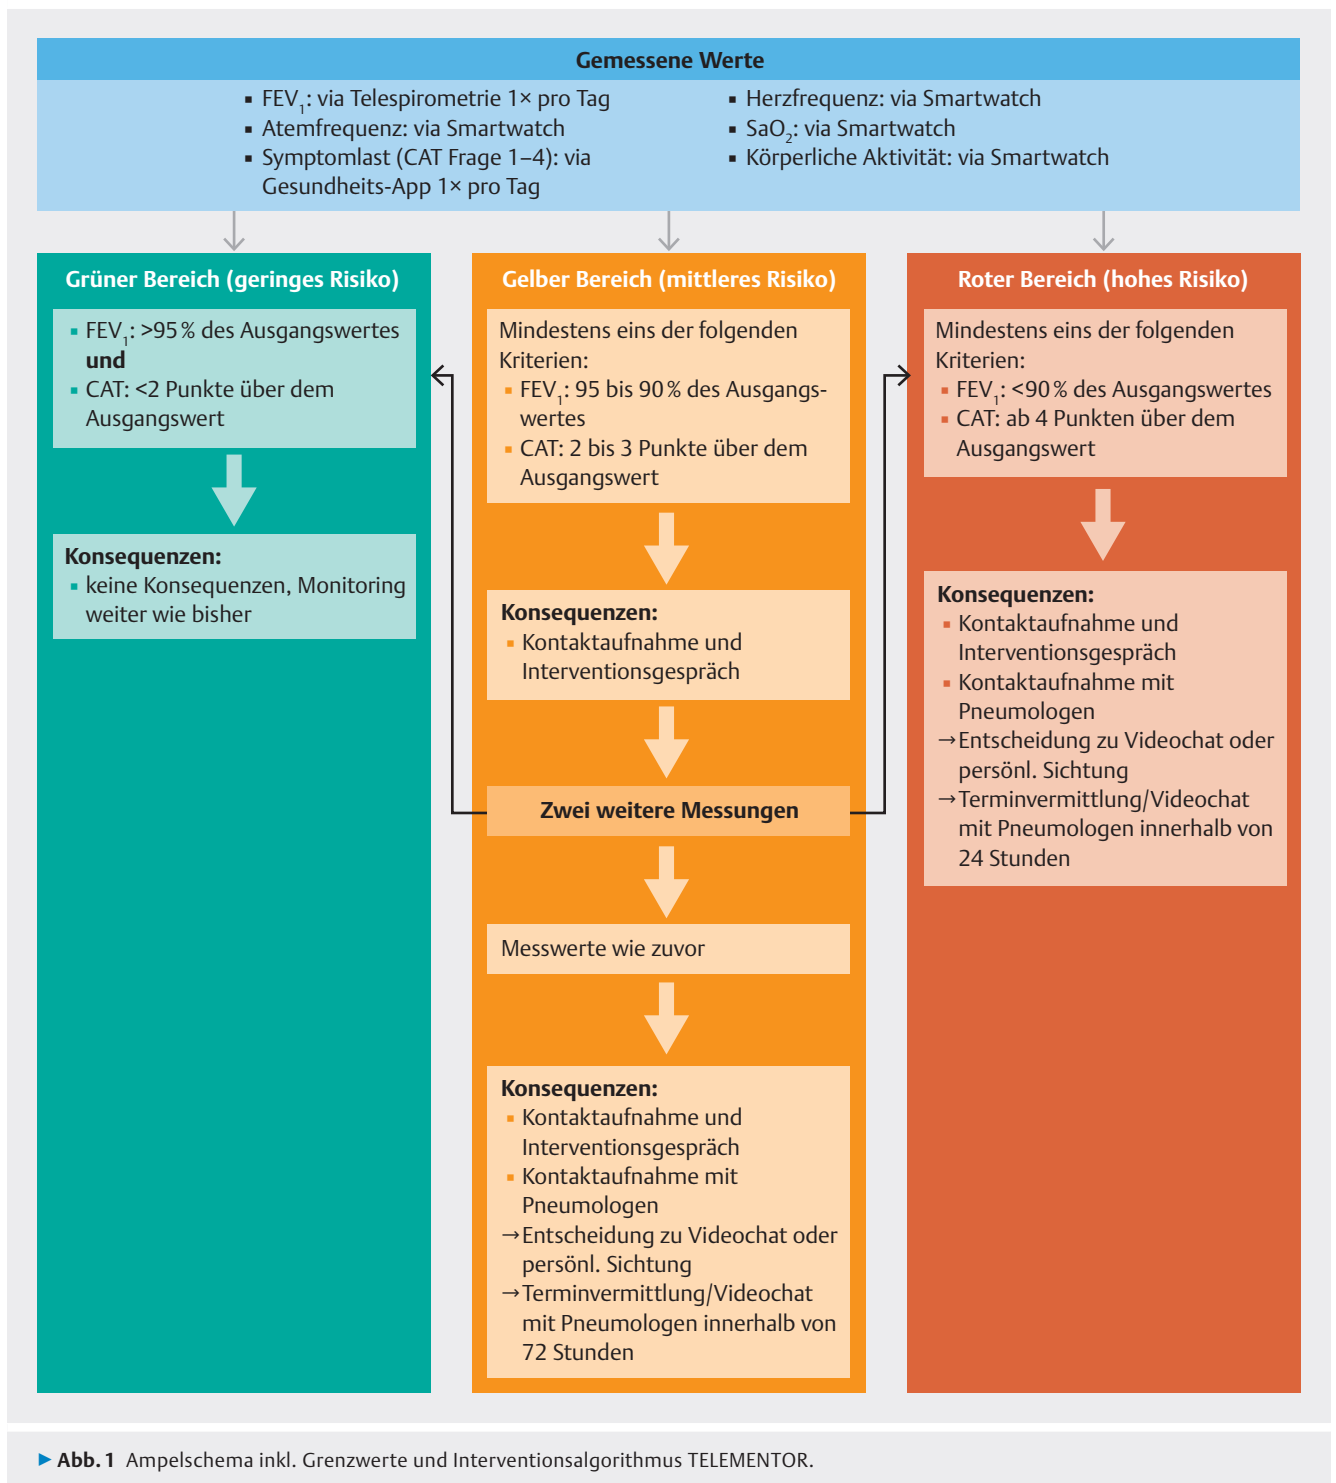 Gemessene Werte
▪ FEV₁: via Telespirometrie 1× pro Tag
▪ Atemfrequenz: via Smartwatch
▪ Symptomlast (CAT Frage 1–4): via
Gesundheits-App 1× pro Tag
▪ Herzfrequenz: via Smartwatch
▪ SaO₂: via Smartwatch
▪ Körperliche Aktivität: via Smartwatch
Grüner Bereich (geringes Risiko)
▪ FEV₁: >95 % des Ausgangswertes
und
▪ CAT: <2 Punkte über dem
Ausgangswert
Konsequenzen:
▪ keine Konsequenzen, Monitoring
weiter wie bisher
Gelber Bereich (mittleres Risiko)
Mindestens eins der folgenden
Kriterien:
▪ FEV₁: 95 bis 90 % des Ausgangs-
wertes
▪ CAT: 2 bis 3 Punkte über dem
Ausgangswert
Konsequenzen:
▪ Kontaktaufnahme und
Interventionsgespräch
Zwei weitere Messungen
Messwerte wie zuvor
Konsequenzen:
▪ Kontaktaufnahme und
Interventionsgespräch
▪ Kontaktaufnahme mit
Pneumologen
→Entscheidung zu Videochat oder
persönl. Sichtung
→Terminvermittlung/Videochat
mit Pneumologen innerhalb von
72 Stunden
Roter Bereich (hohes Risiko)
Mindestens eins der folgenden
Kriterien:
▪ FEV₁: <90 % des Ausgangswertes
▪ CAT: ab 4 Punkten über dem
Ausgangswert
Konsequenzen:
▪ Kontaktaufnahme und
Interventionsgespräch
▪ Kontaktaufnahme mit
Pneumologen
→Entscheidung zu Videochat oder
persönl. Sichtung
→Terminvermittlung/Videochat
mit Pneumologen innerhalb von
24 Stunden
▶ Abb. 1 Ampelschema inkl. Grenzwerte und Interventionsalgorithmus TELEMENTOR.